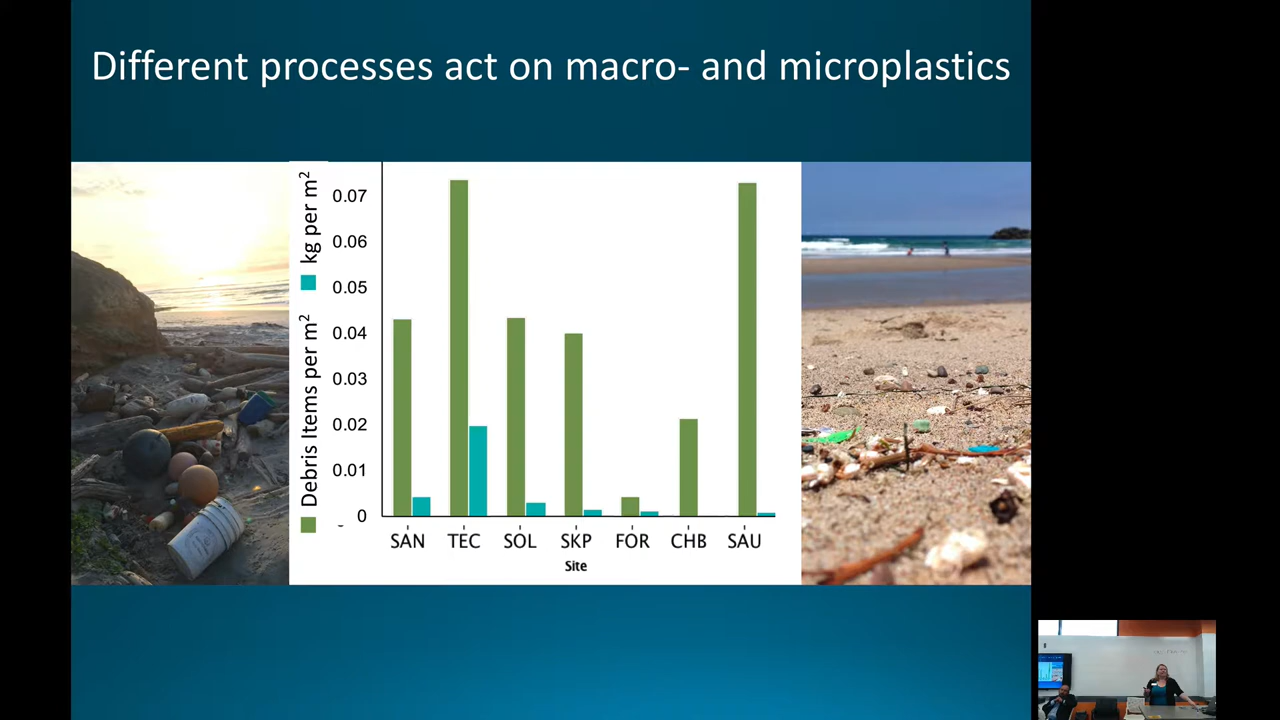 Different processes act on macro- and microplastics
Debris Items per m² kg per m²
0.07
0.06
0.05
0.04
0.03
0.02
0.01
0
SAN TEC SOL SKP FOR CHB SAU
Site